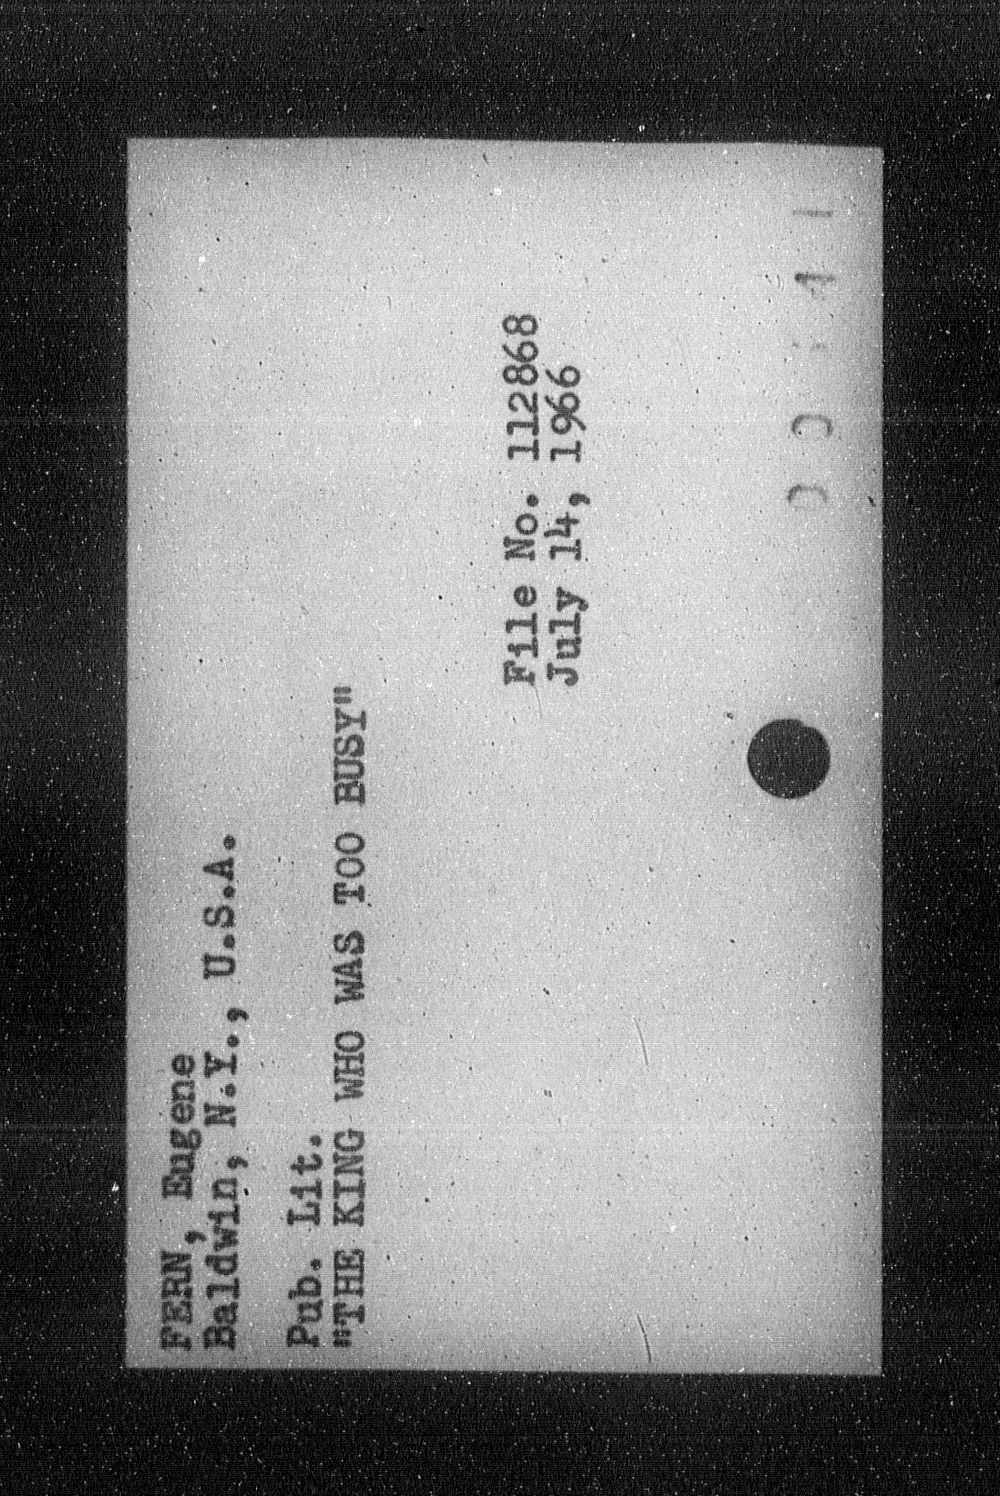 FERN, Eugene
Baldwin, N.Y., U.S.A.
Pub. Lit.
"THE KING WHO WAS TOO BUSY"
File No. 112868
July 14, 1966